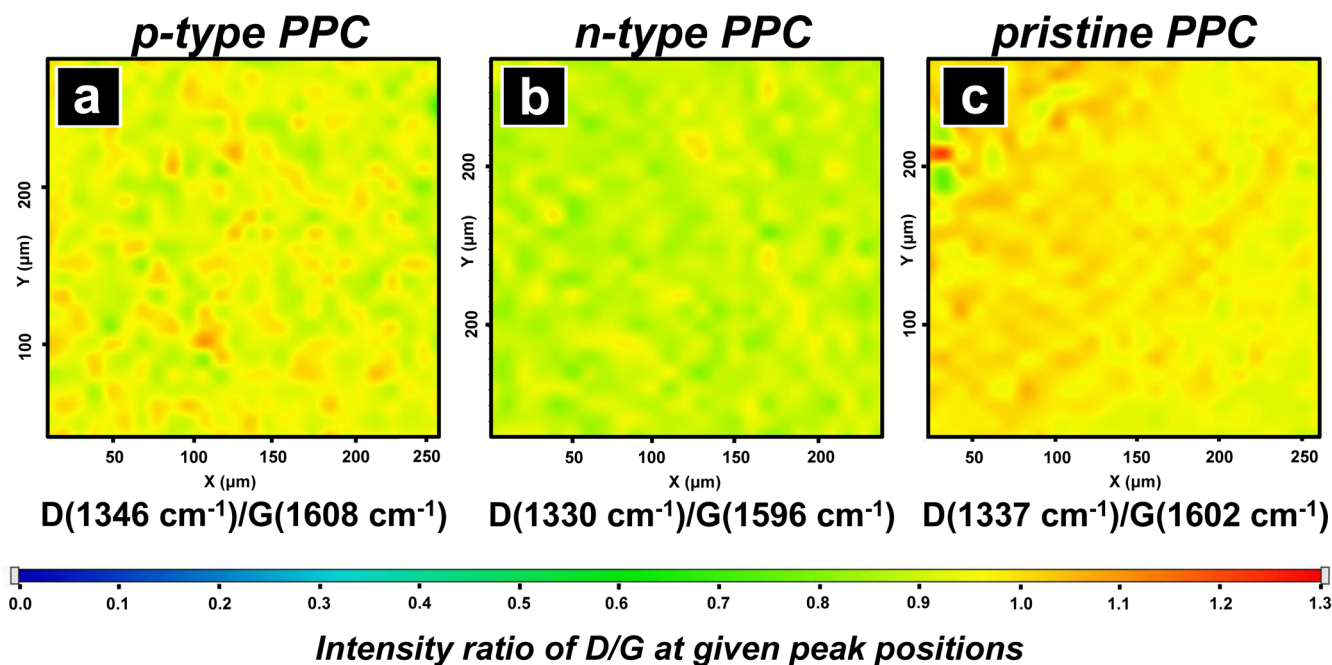 p-type PPC
n-type PPC
pristine PPC
a
b
c
Y (µm)
200
100
50
100
150
200
250
X (µm)
Y (µm)
200
200
50
100
150
200
X (µm)
Y (µm)
200
100
50
100
150
200
250
X (µm)
D(1346 cm⁻¹)/G(1608 cm⁻¹)
D(1330 cm⁻¹)/G(1596 cm⁻¹)
D(1337 cm⁻¹)/G(1602 cm⁻¹)
0.0 0.1 0.2 0.3 0.4 0.5 0.6 0.7 0.8 0.9 1.0 1.1 1.2 1.3
Intensity ratio of D/G at given peak positions